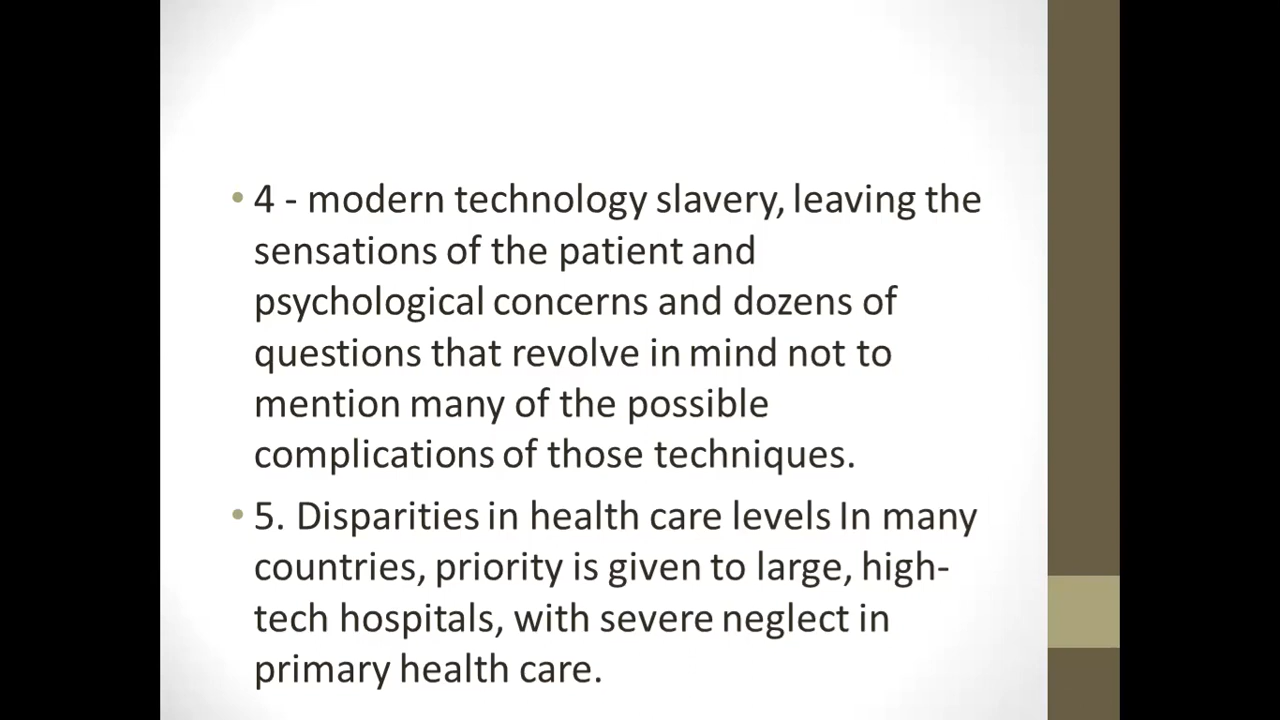 • 4 - modern technology slavery, leaving the
sensations of the patient and
psychological concerns and dozens of
questions that revolve in mind not to
mention many of the possible
complications of those techniques.
• 5. Disparities in health care levels In many
countries, priority is given to large, high-
tech hospitals, with severe neglect in
primary health care.